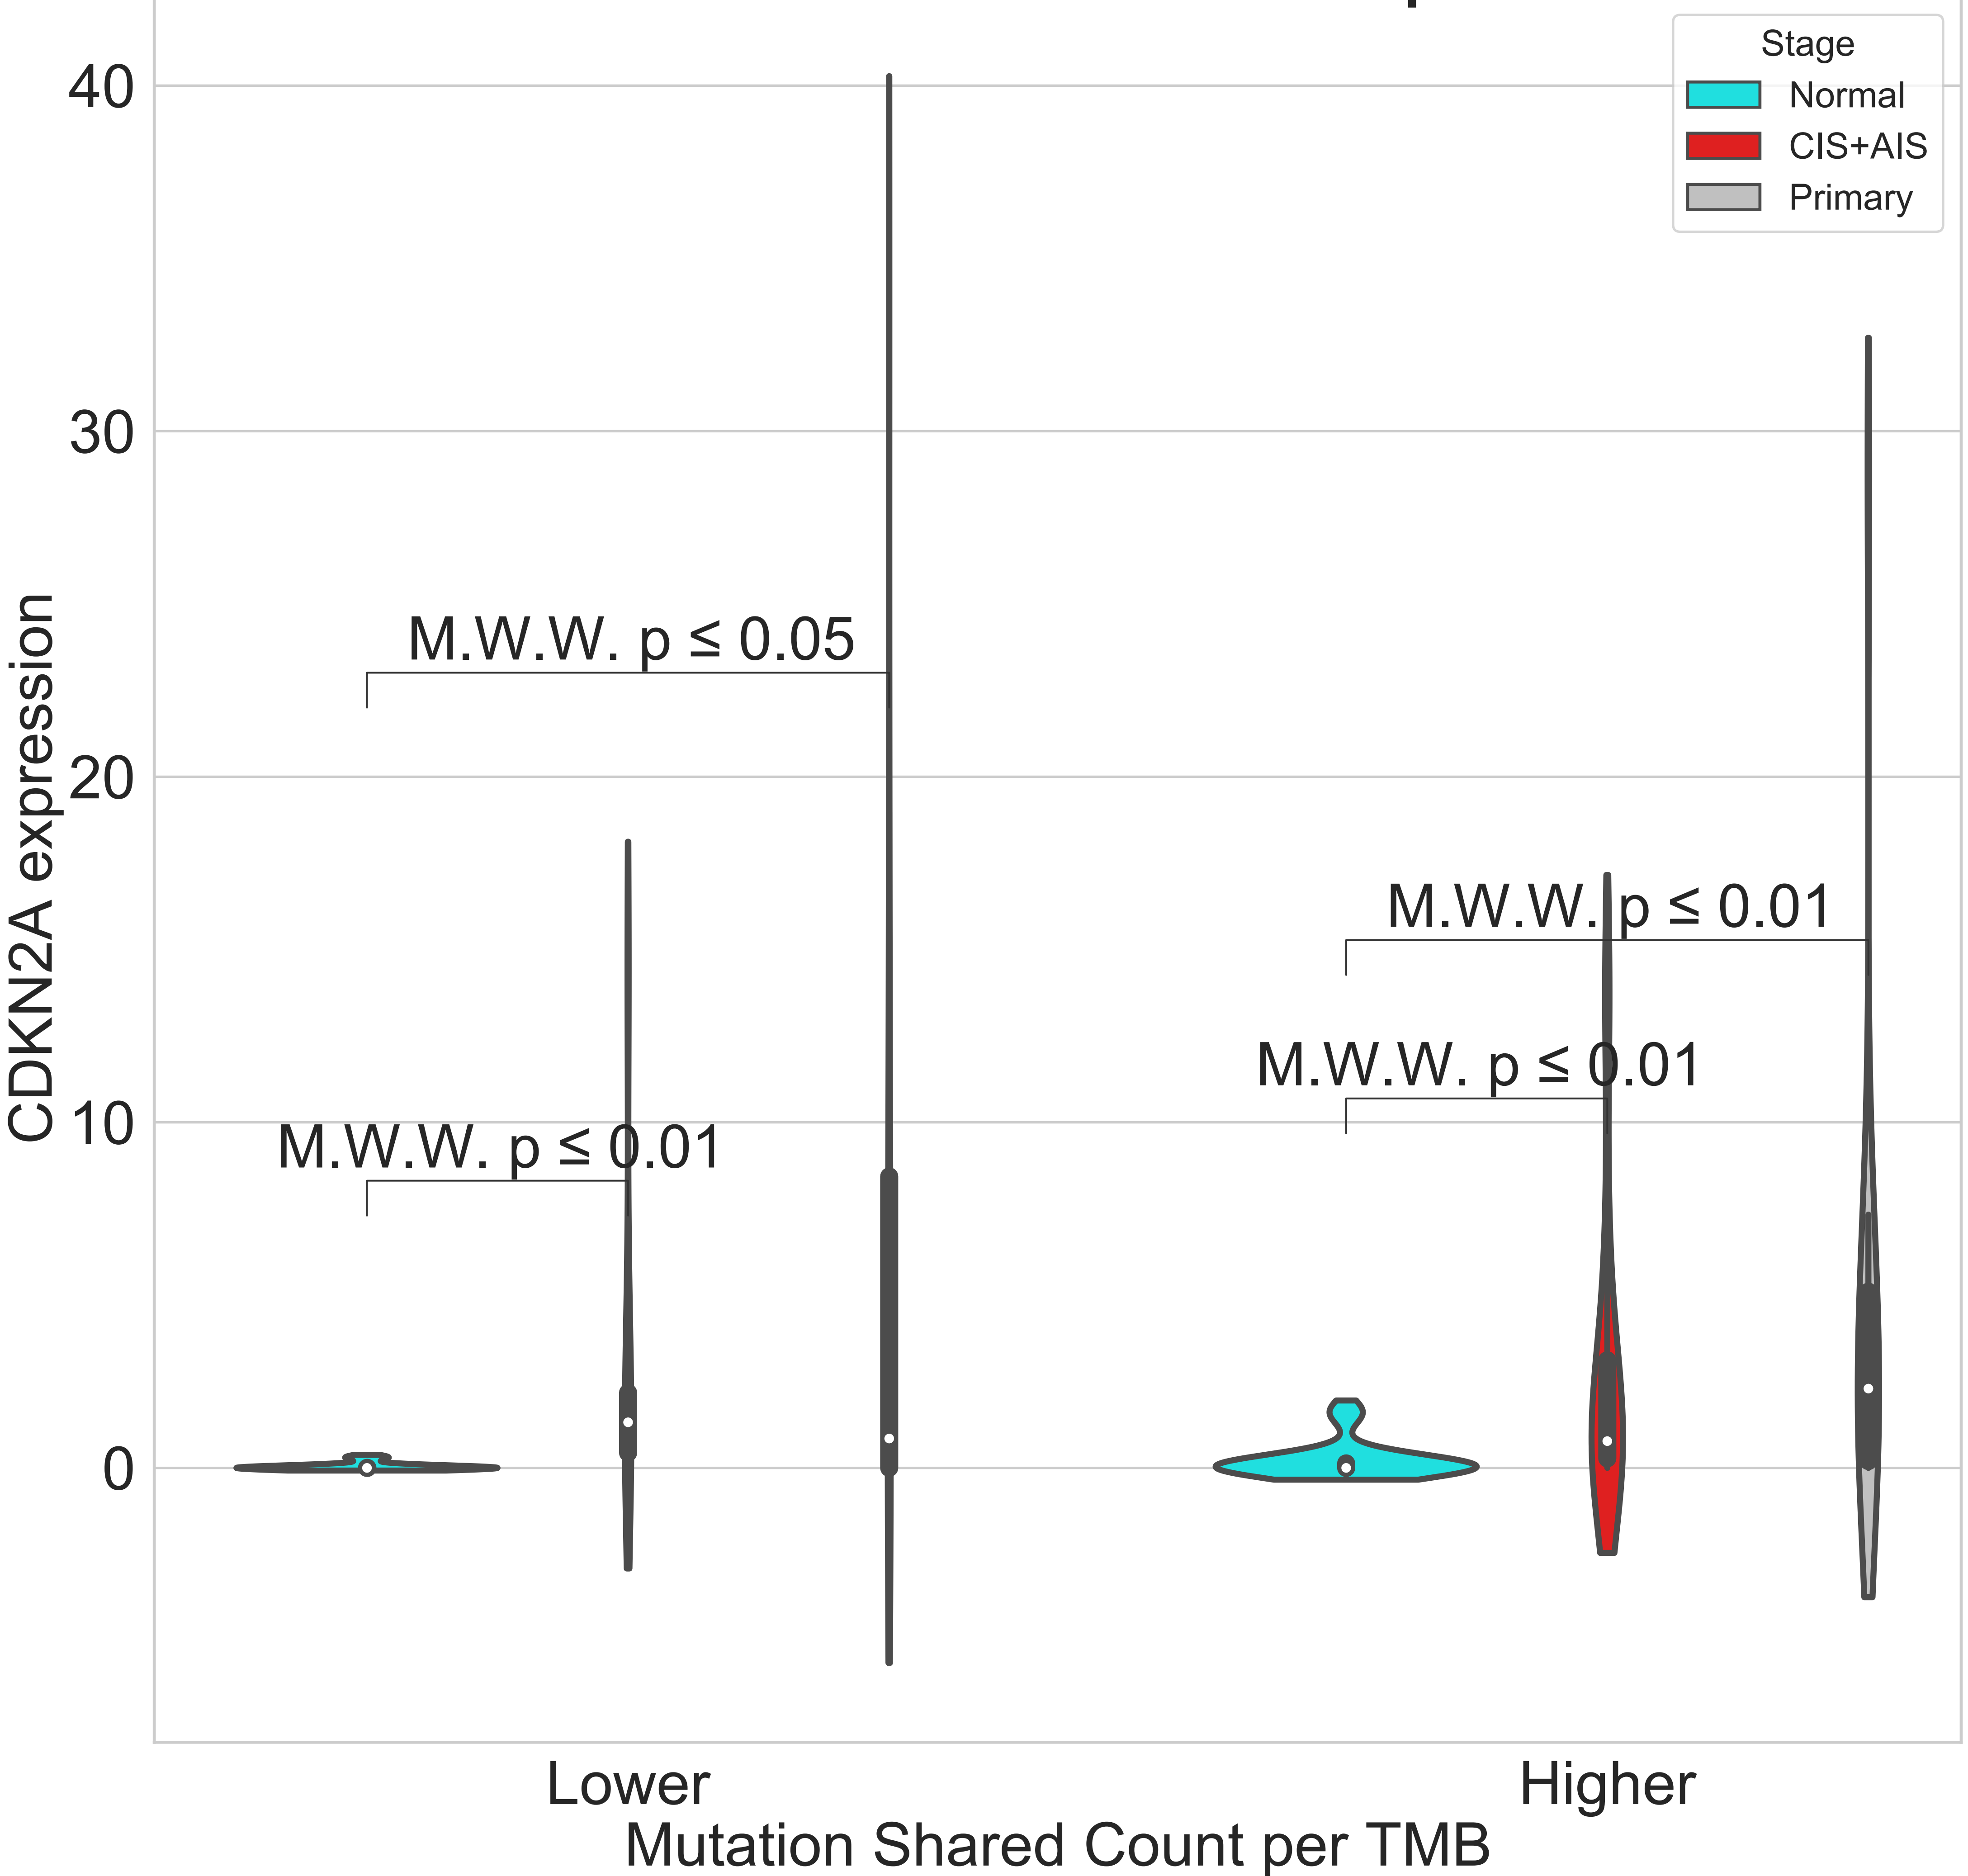 Stage
Normal
CIS+AIS
Primary
40
30
20
10
0
CDKN2A expression
M.W.W. p ≤ 0.05
M.W.W. p ≤ 0.01
M.W.W. p ≤ 0.01
M.W.W. p ≤ 0.01
Lower
Higher
Mutation Shared Count per TMB